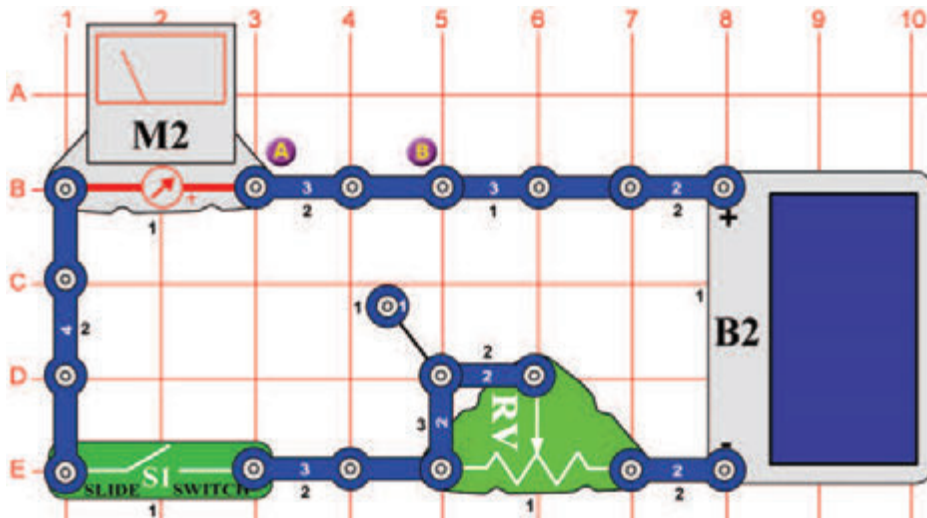 1 2 3 4 5 6 7 8 9 10
A
M2
A B
B + 3 3 2
1 2 1 2 +
C
1 1
4 2 1 B2
D 2
2
3 2 RV
-
E S1 3 2
SLIDE SWITCH 2 1 2
1